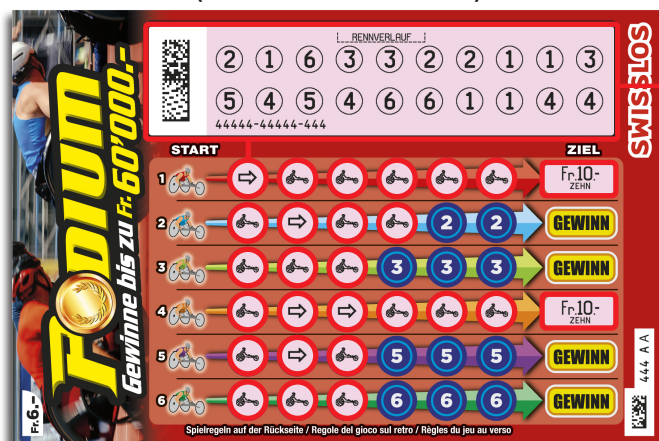 PODIUM
Gewinne bis zu Fr. 60'000.-
Fr. 6.-
RENNVERLAUF
2 1 6 3 3 2 2 1 1 3
5 4 5 4 6 6 1 1 4 4
44444-44444-444
SWISSLOS
START ZIEL
1 Fr.10.-
ZEHN
2 2 2 GEWINN
3 3 3 3 GEWINN
4 Fr.10.-
ZEHN
5 5 5 5 GEWINN
6 6 6 6 GEWINN
444 A A
Spielregeln auf der Rückseite / Regole del gioco sul retro / Règles du jeu au verso